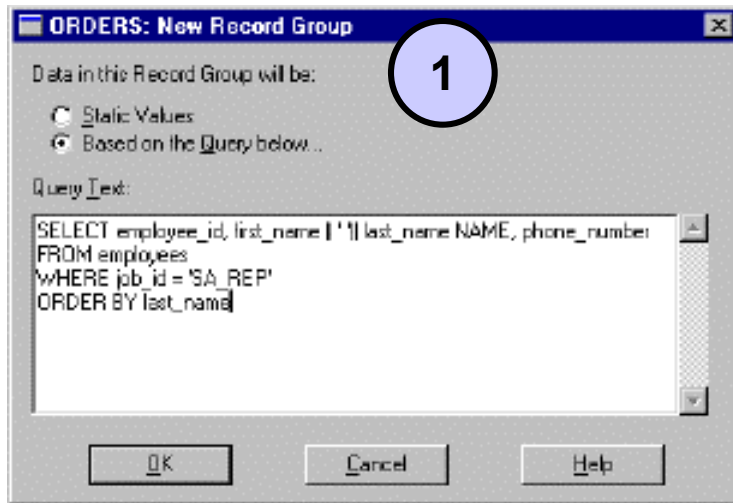 ORDERS: New Record Group
1
Data in this Record Group will be:
Static Values
Based on the Query below...
Query Text:
SELECT employee_id, first_name || ' '|| last_name NAME, phone_number
FROM employees
WHERE job_id = 'SA_REP'
ORDER BY last_name
OK Cancel Help